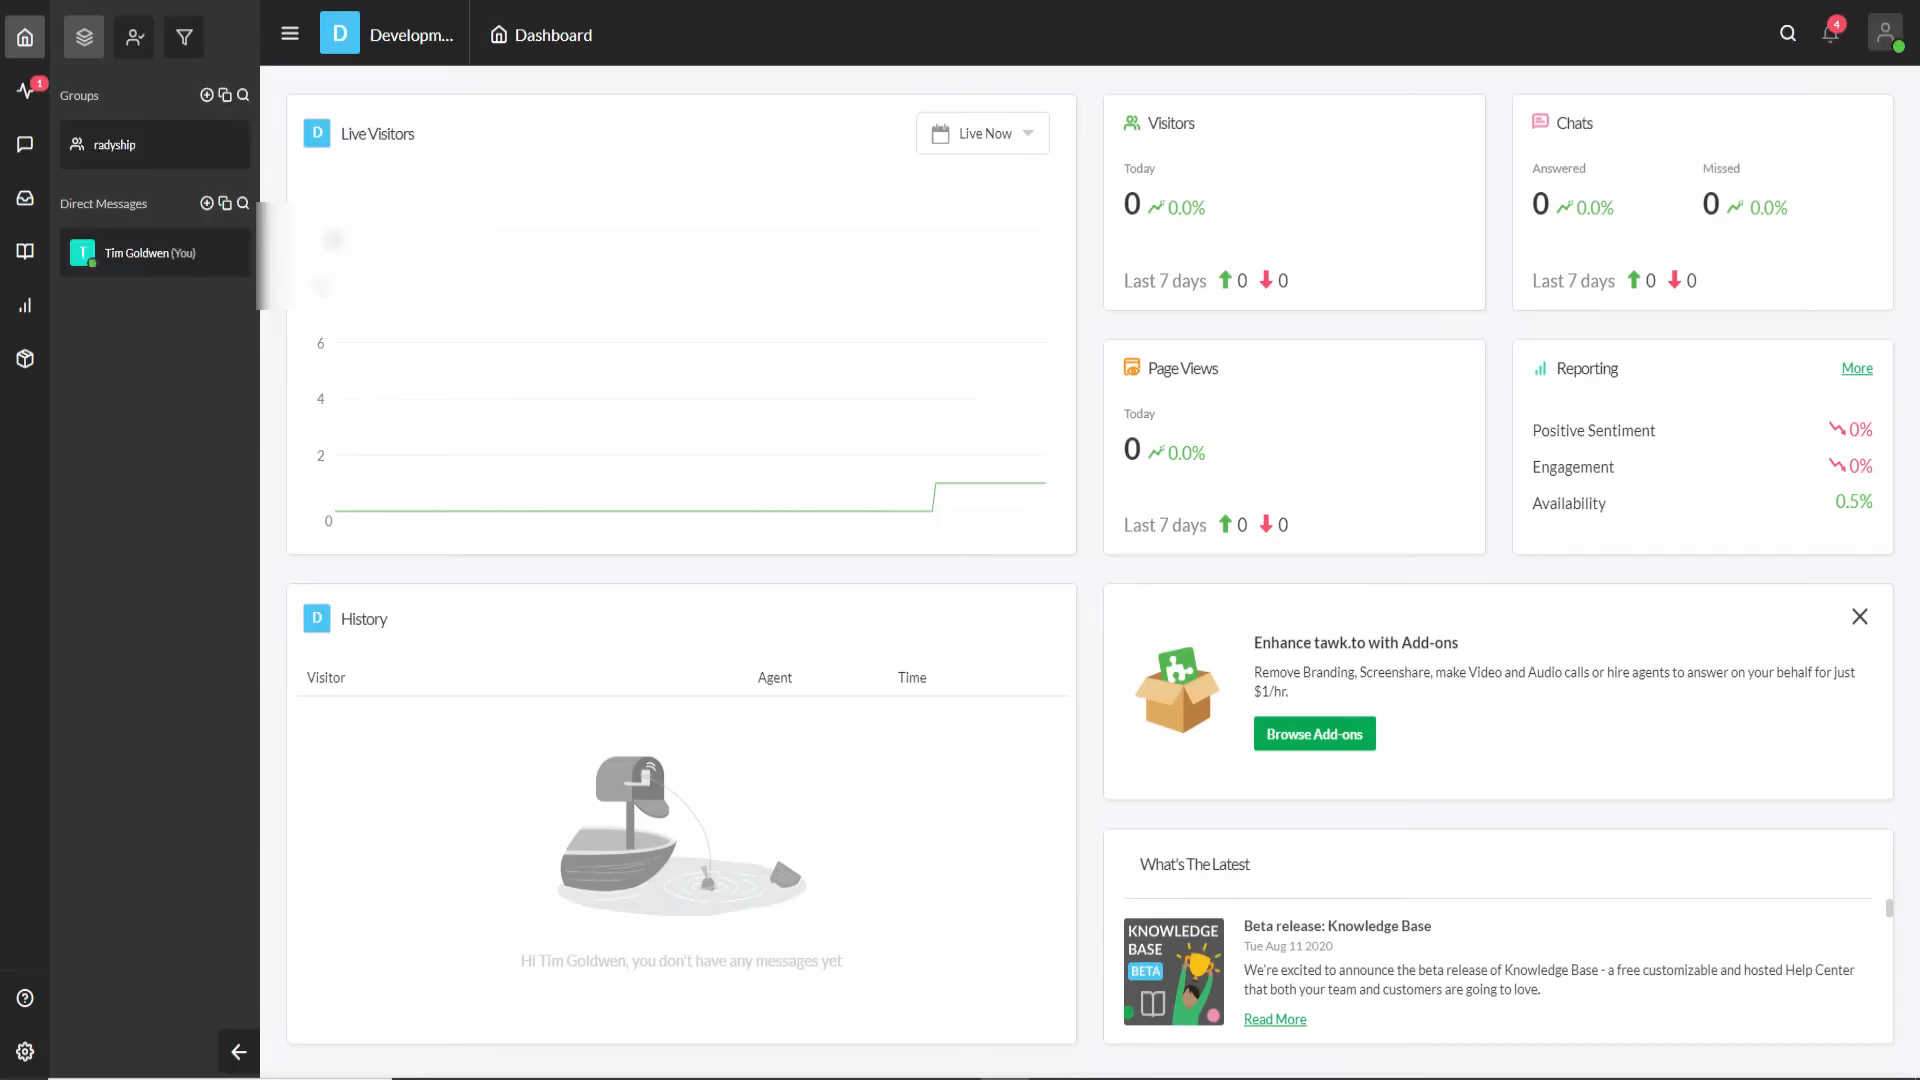 D
Developm...
Dashboard
4
1
Groups
radyship
Direct Messages
T
Tim Goldwen (You)
D
Live Visitors
Live Now
6
4
2
0
Visitors
Today
0
0.0%
Last 7 days
0
0
Chats
Answered
Missed
0
0.0%
0
0.0%
Last 7 days
0
0
Page Views
Today
0
0.0%
Last 7 days
0
0
Reporting
More
Positive Sentiment
0%
Engagement
0%
Availability
0.5%
D
History
Visitor
Agent
Time
Hi Tim Goldwen, you don't have any messages yet
Enhance tawk.to with Add-ons
Remove Branding, Screenshare, make Video and Audio calls or hire agents to answer on your behalf for just
$1/hr.
Browse Add-ons
What's The Latest
KNOWLEDGE
BASE
BETA
Beta release: Knowledge Base
Tue Aug 11 2020
We're excited to announce the beta release of Knowledge Base - a free customizable and hosted Help Center
that both your team and customers are going to love.
Read More